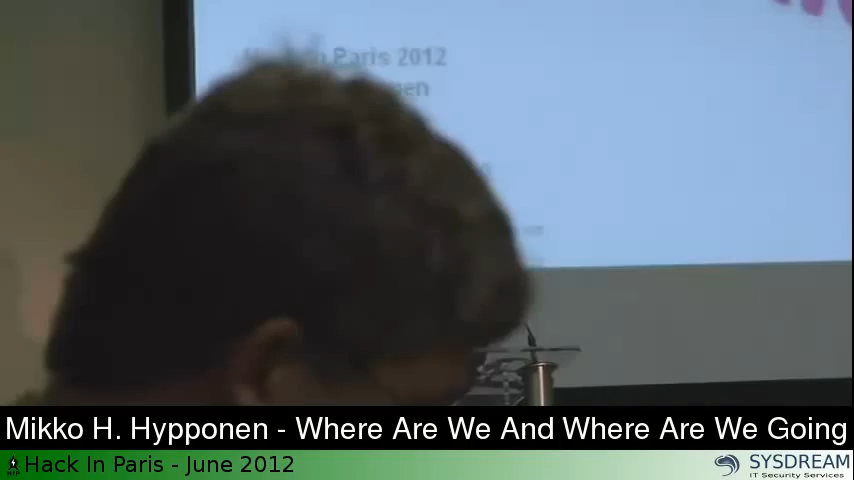 Paris 2012
Mikko H. Hypponen - Where Are We And Where Are We Going
Hack In Paris - June 2012
SYSDREAM
IT Security Services